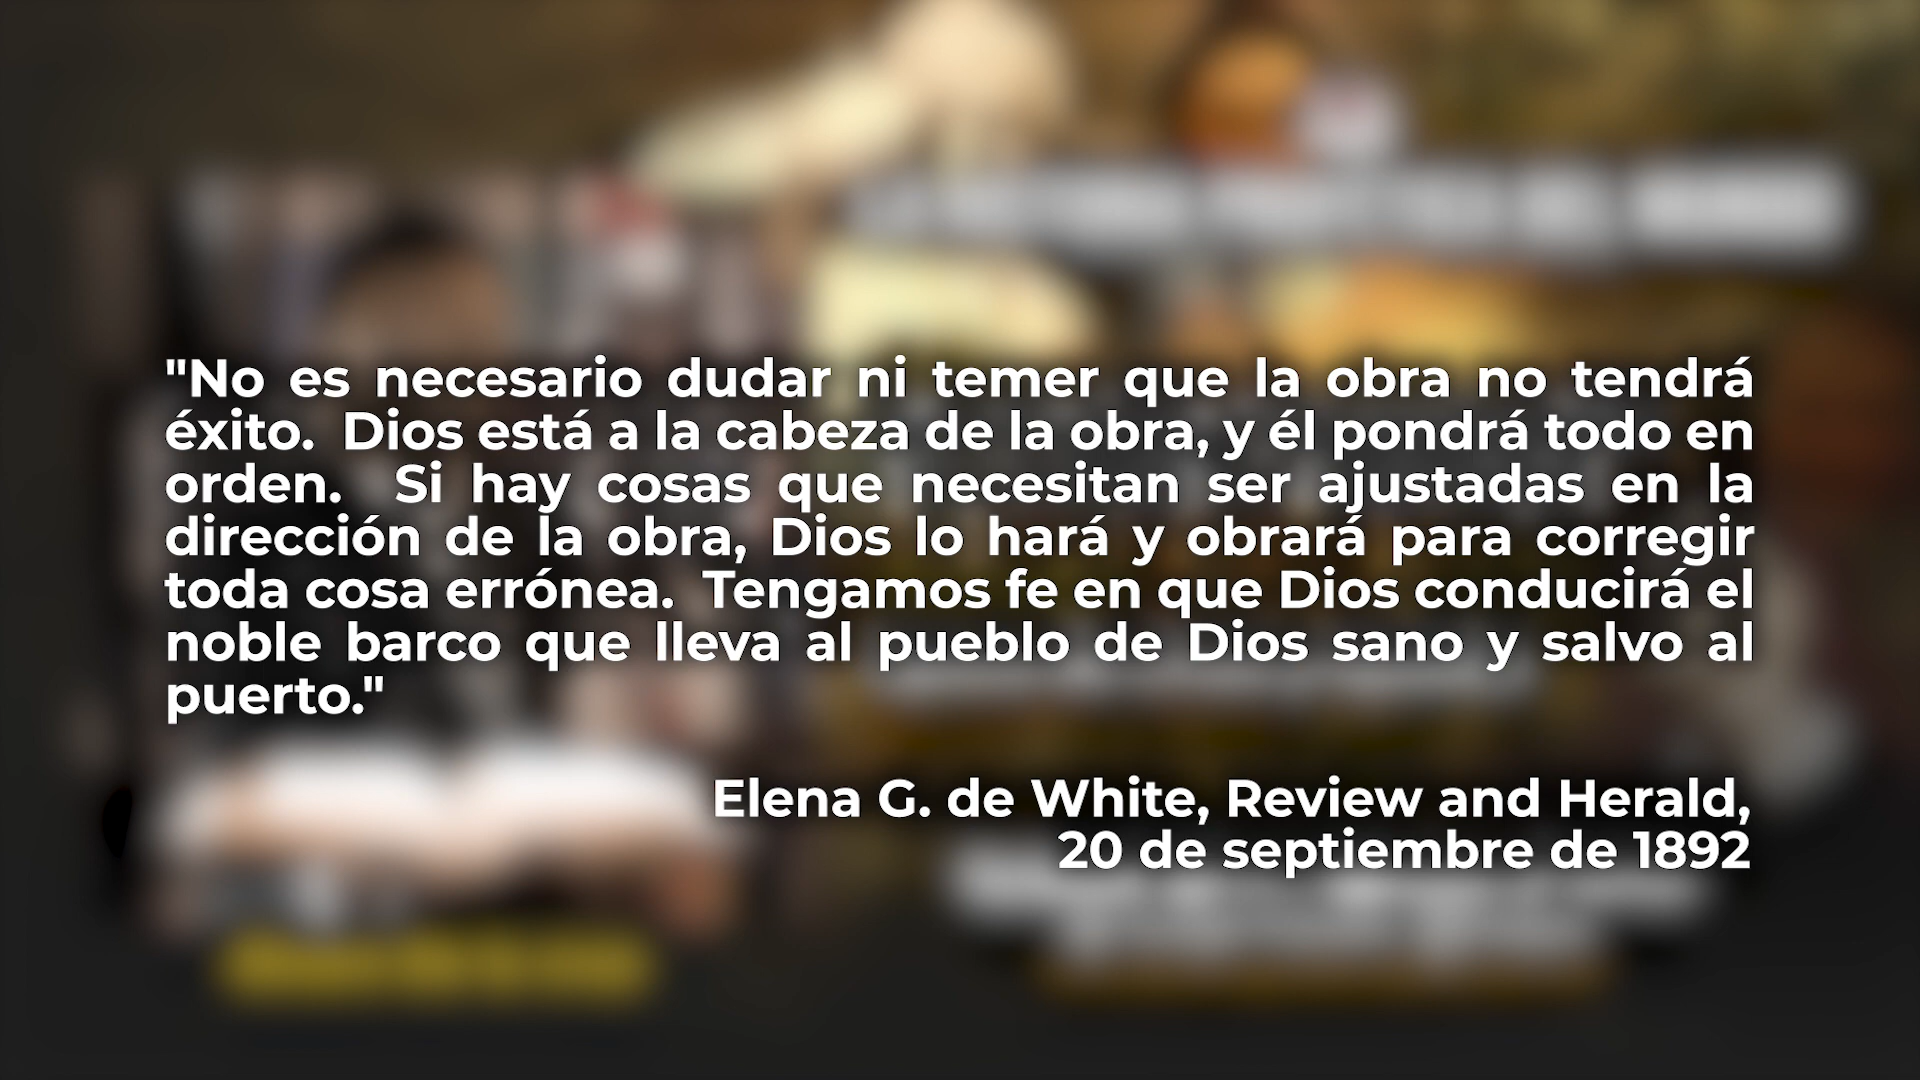 "No es necesario dudar ni temer que la obra no tendrá
éxito.  Dios está a la cabeza de la obra, y él pondrá todo en
orden.  Si hay cosas que necesitan ser ajustadas en la
dirección de la obra, Dios lo hará y obrará para corregir
toda cosa errónea.  Tengamos fe en que Dios conducirá el
noble barco que lleva al pueblo de Dios sano y salvo al
puerto."
Elena G. de White, Review and Herald,
20 de septiembre de 1892